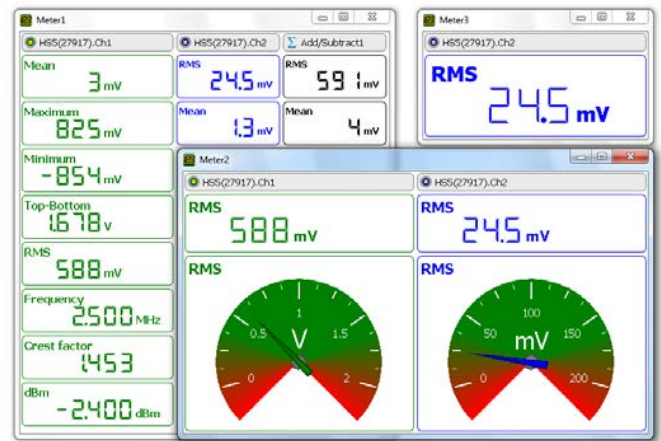 Meter1
HS5(27917).Ch1
HS5(27917).Ch2
Σ Add/Subtract1
Mean
3 mV
RMS
24.5 mV
RMS
591 mV
Maximum
825 mV
Mean
1.3 mV
Mean
4 mV
Minimum
-854 mV
Top-Bottom
1.678 V
RMS
588 mV
Frequency
2.500 MHz
Crest factor
1.453
dBm
-2.400 dBm
Meter3
HS5(27917).Ch2
RMS
24.5 mV
Meter2
HS5(27917).Ch1
HS5(27917).Ch2
RMS
588 mV
RMS
24.5 mV
RMS
0 0.5 1 1.5 2
V
RMS
0 50 100 150 200
mV